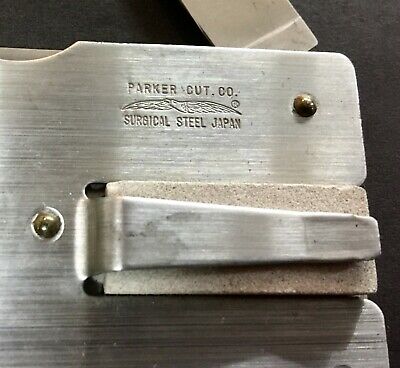 PARKER CUT. CO.
®
SURGICAL STEEL JAPAN